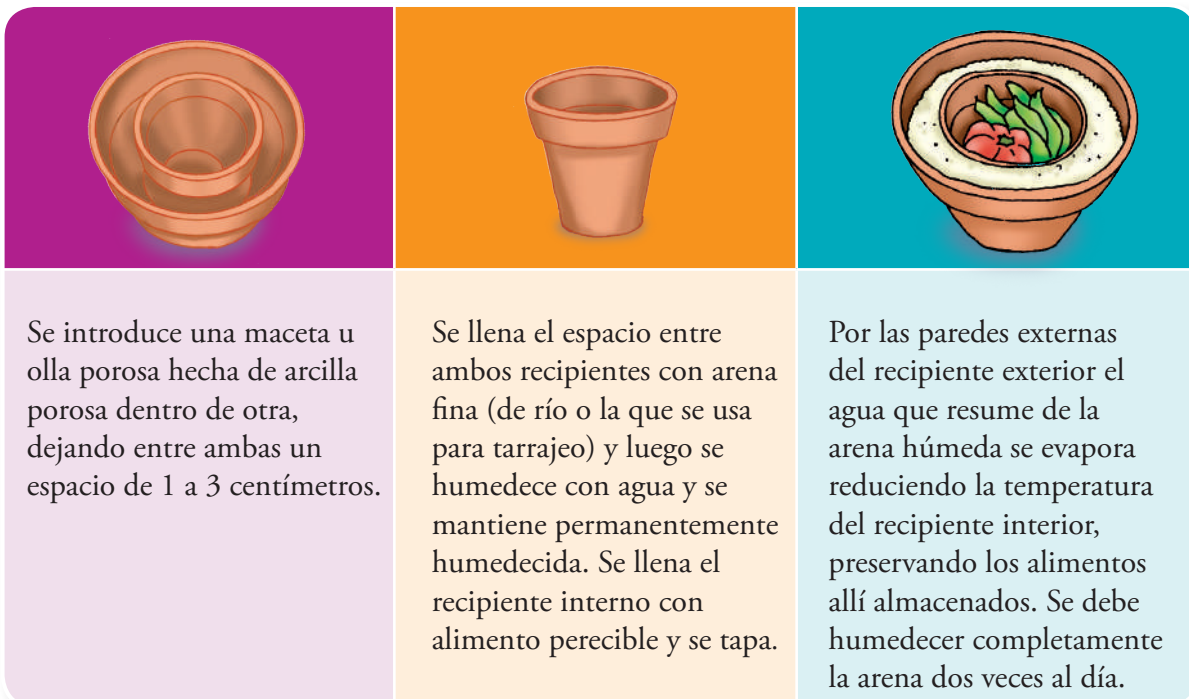 Se introduce una maceta u
olla porosa hecha de arcilla
porosa dentro de otra,
dejando entre ambas un
espacio de 1 a 3 centímetros.
Se llena el espacio entre
ambos recipientes con arena
fina (de río o la que se usa
para tarrajeo) y luego se
humedece con agua y se
mantiene permanentemente
humedecida. Se llena el
recipiente interno con
alimento perecible y se tapa.
Por las paredes externas
del recipiente exterior el
agua que resume de la
arena húmeda se evapora
reduciendo la temperatura
del recipiente interior,
preservando los alimentos
allí almacenados. Se debe
humedecer completamente
la arena dos veces al día.